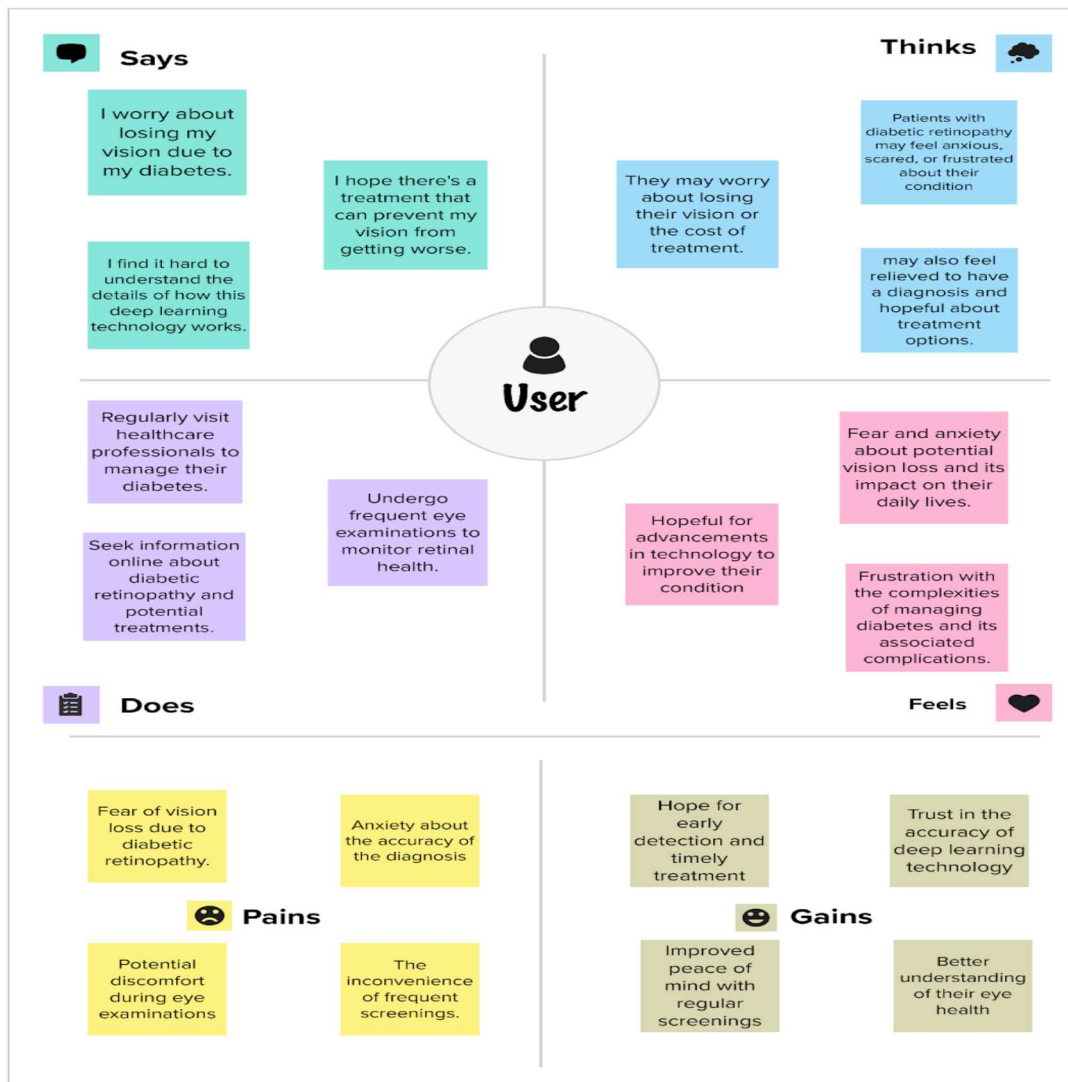 Says
I worry about
losing my
vision due to
my diabetes.
I hope there's a
treatment that
can prevent my
vision from
getting worse.
I find it hard to
understand the
details of how this
deep learning
technology works.
Thinks
Patients with
diabetic retinopathy
may feel anxious,
scared, or frustrated
about their
condition
They may worry
about losing
their vision or
the cost of
treatment.
may also feel
relieved to have
a diagnosis and
hopeful about
treatment
options.
User
Regularly visit
healthcare
professionals to
manage their
diabetes.
Undergo
frequent eye
examinations to
monitor retinal
health.
Seek information
online about
diabetic
retinopathy and
potential
treatments.
Does
Fear and anxiety
about potential
vision loss and its
impact on their
daily lives.
Hopeful for
advancements
in technology to
improve their
condition
Frustration with
the complexities
of managing
diabetes and its
associated
complications.
Feels
Fear of vision
loss due to
diabetic
retinopathy.
Anxiety about
the accuracy of
the diagnosis
Pains
Potential
discomfort
during eye
examinations
The
inconvenience
of frequent
screenings.
Hope for
early
detection and
timely
treatment
Trust in the
accuracy of
deep learning
technology
Gains
Improved
peace of
mind with
regular
screenings
Better
understanding
of their eye
health